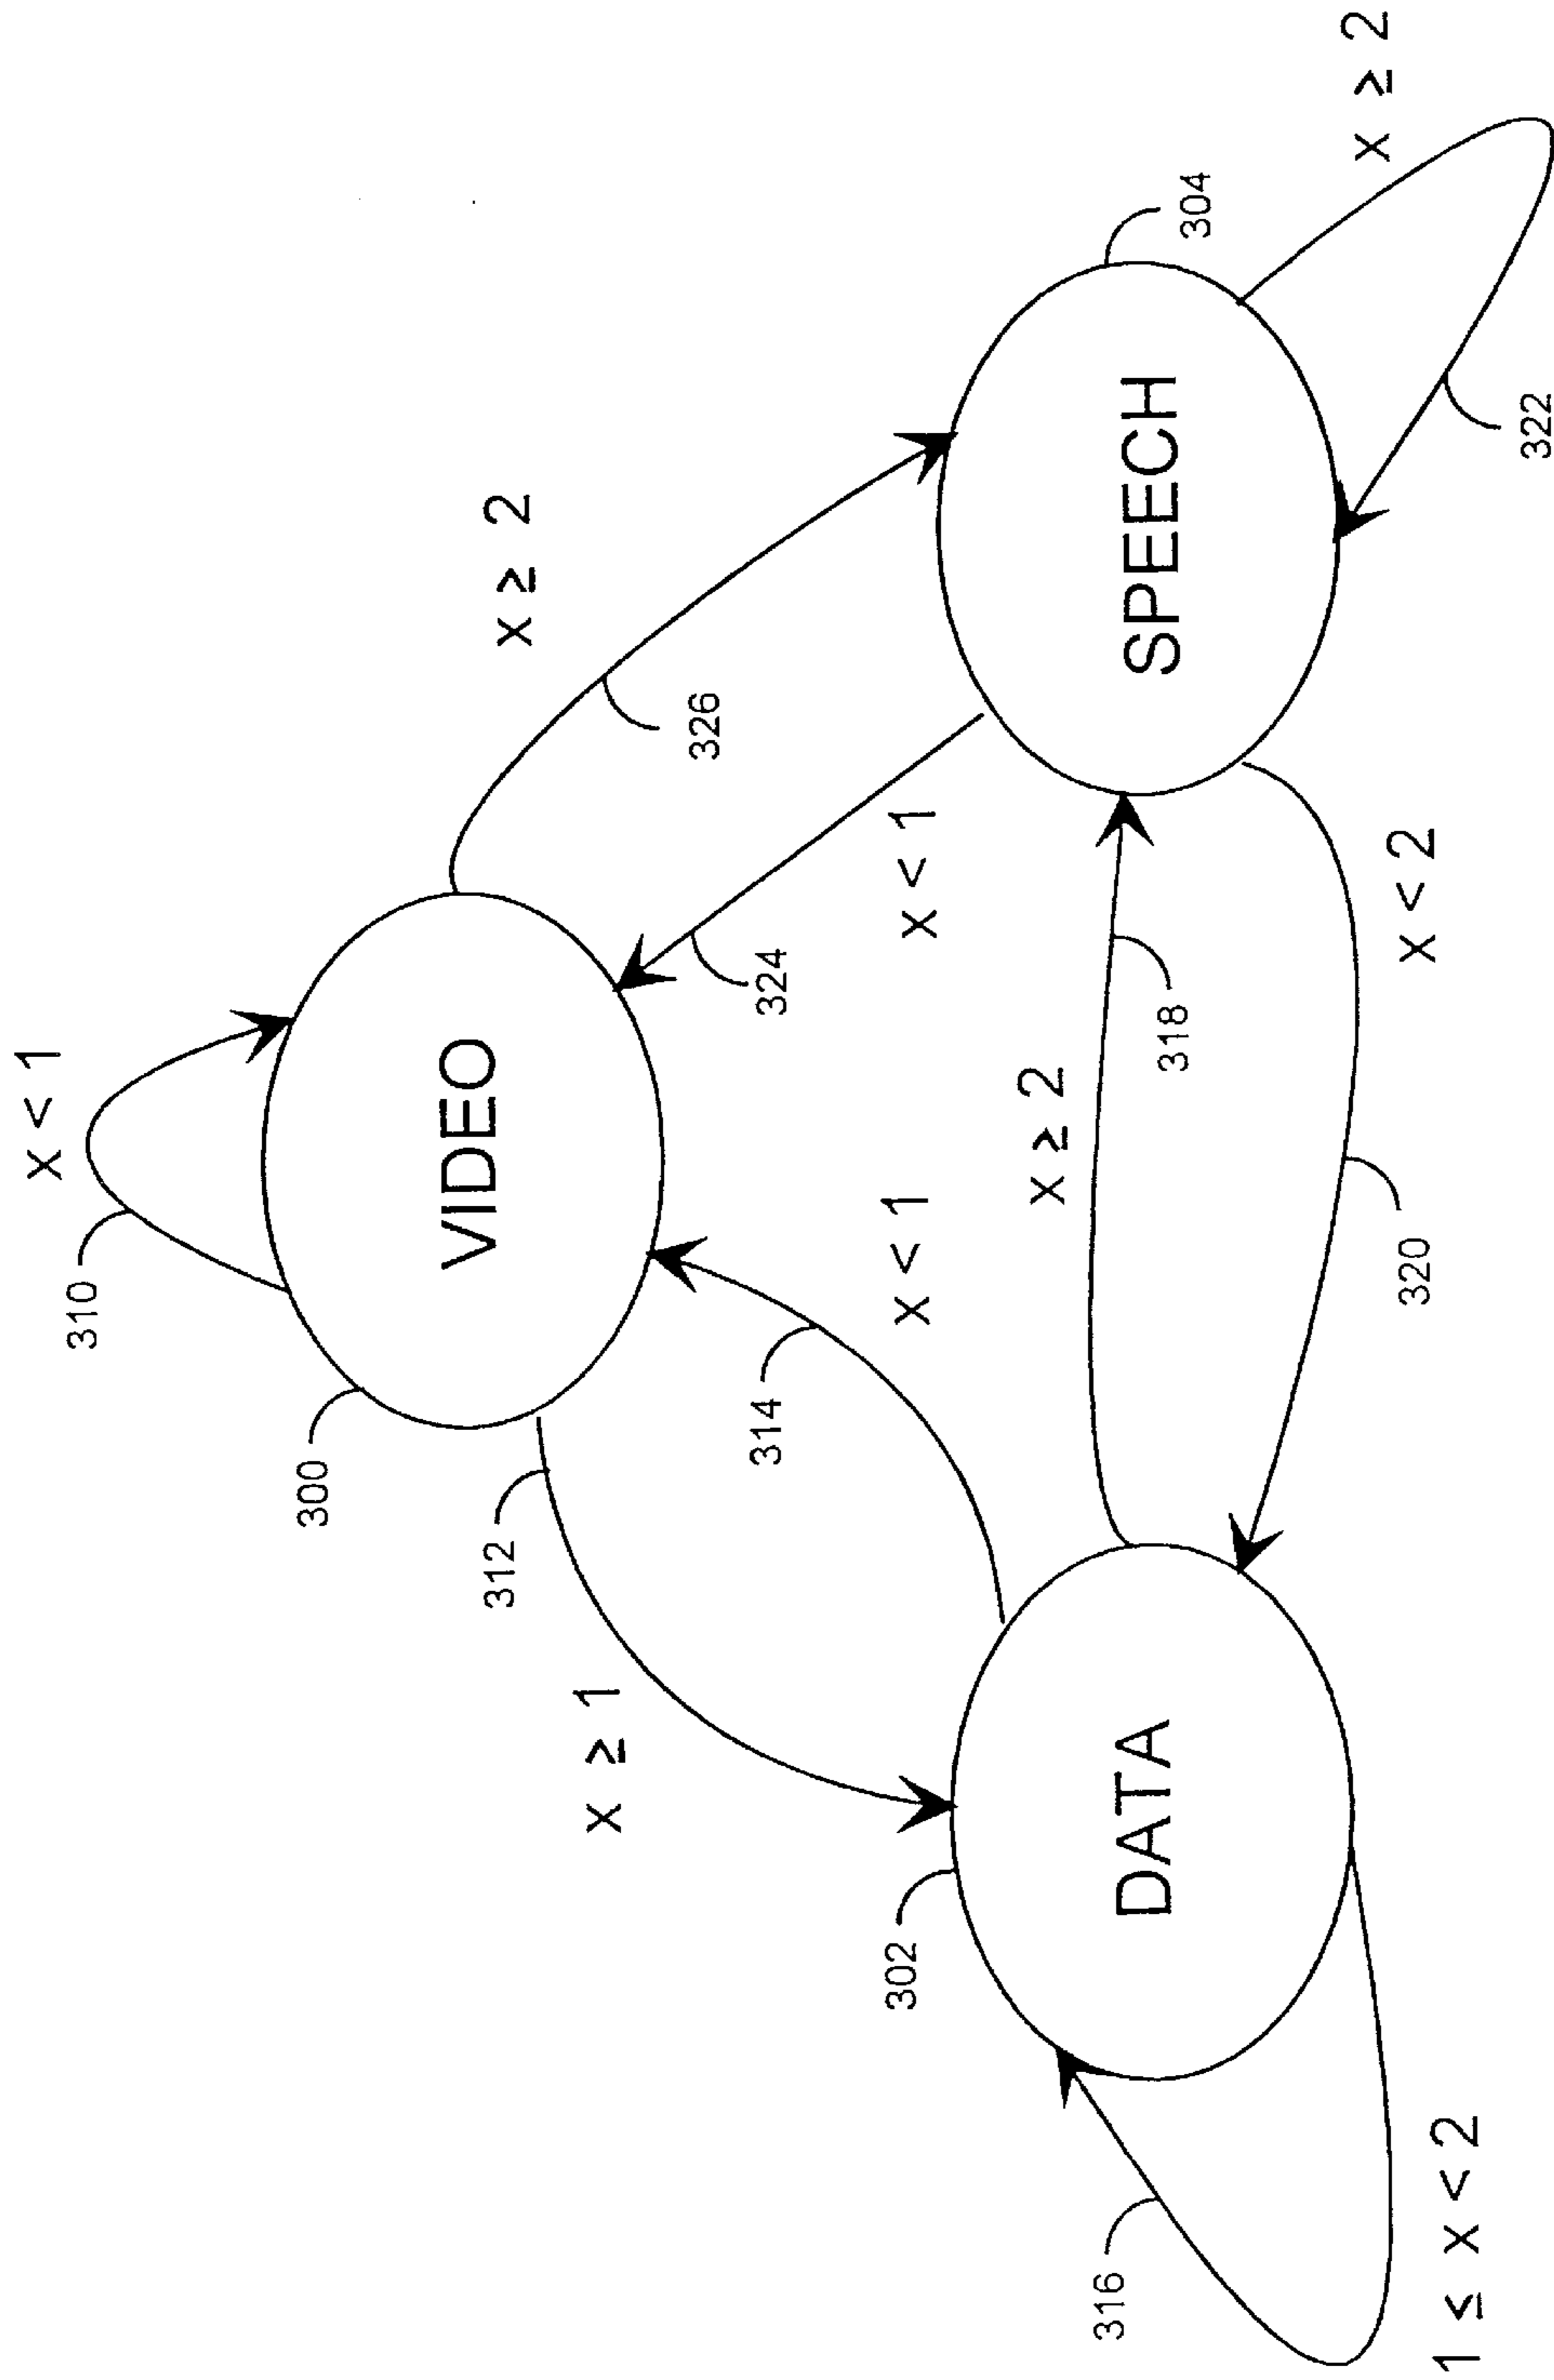 x < 1
310
300
VIDEO
x ≥ 2
326
312
x ≥ 1
314
x < 1
324
x < 1
302
DATA
x ≥ 2
318
SPEECH
304
316
1 ≤ x < 2
320
x < 2
322
x ≥ 2